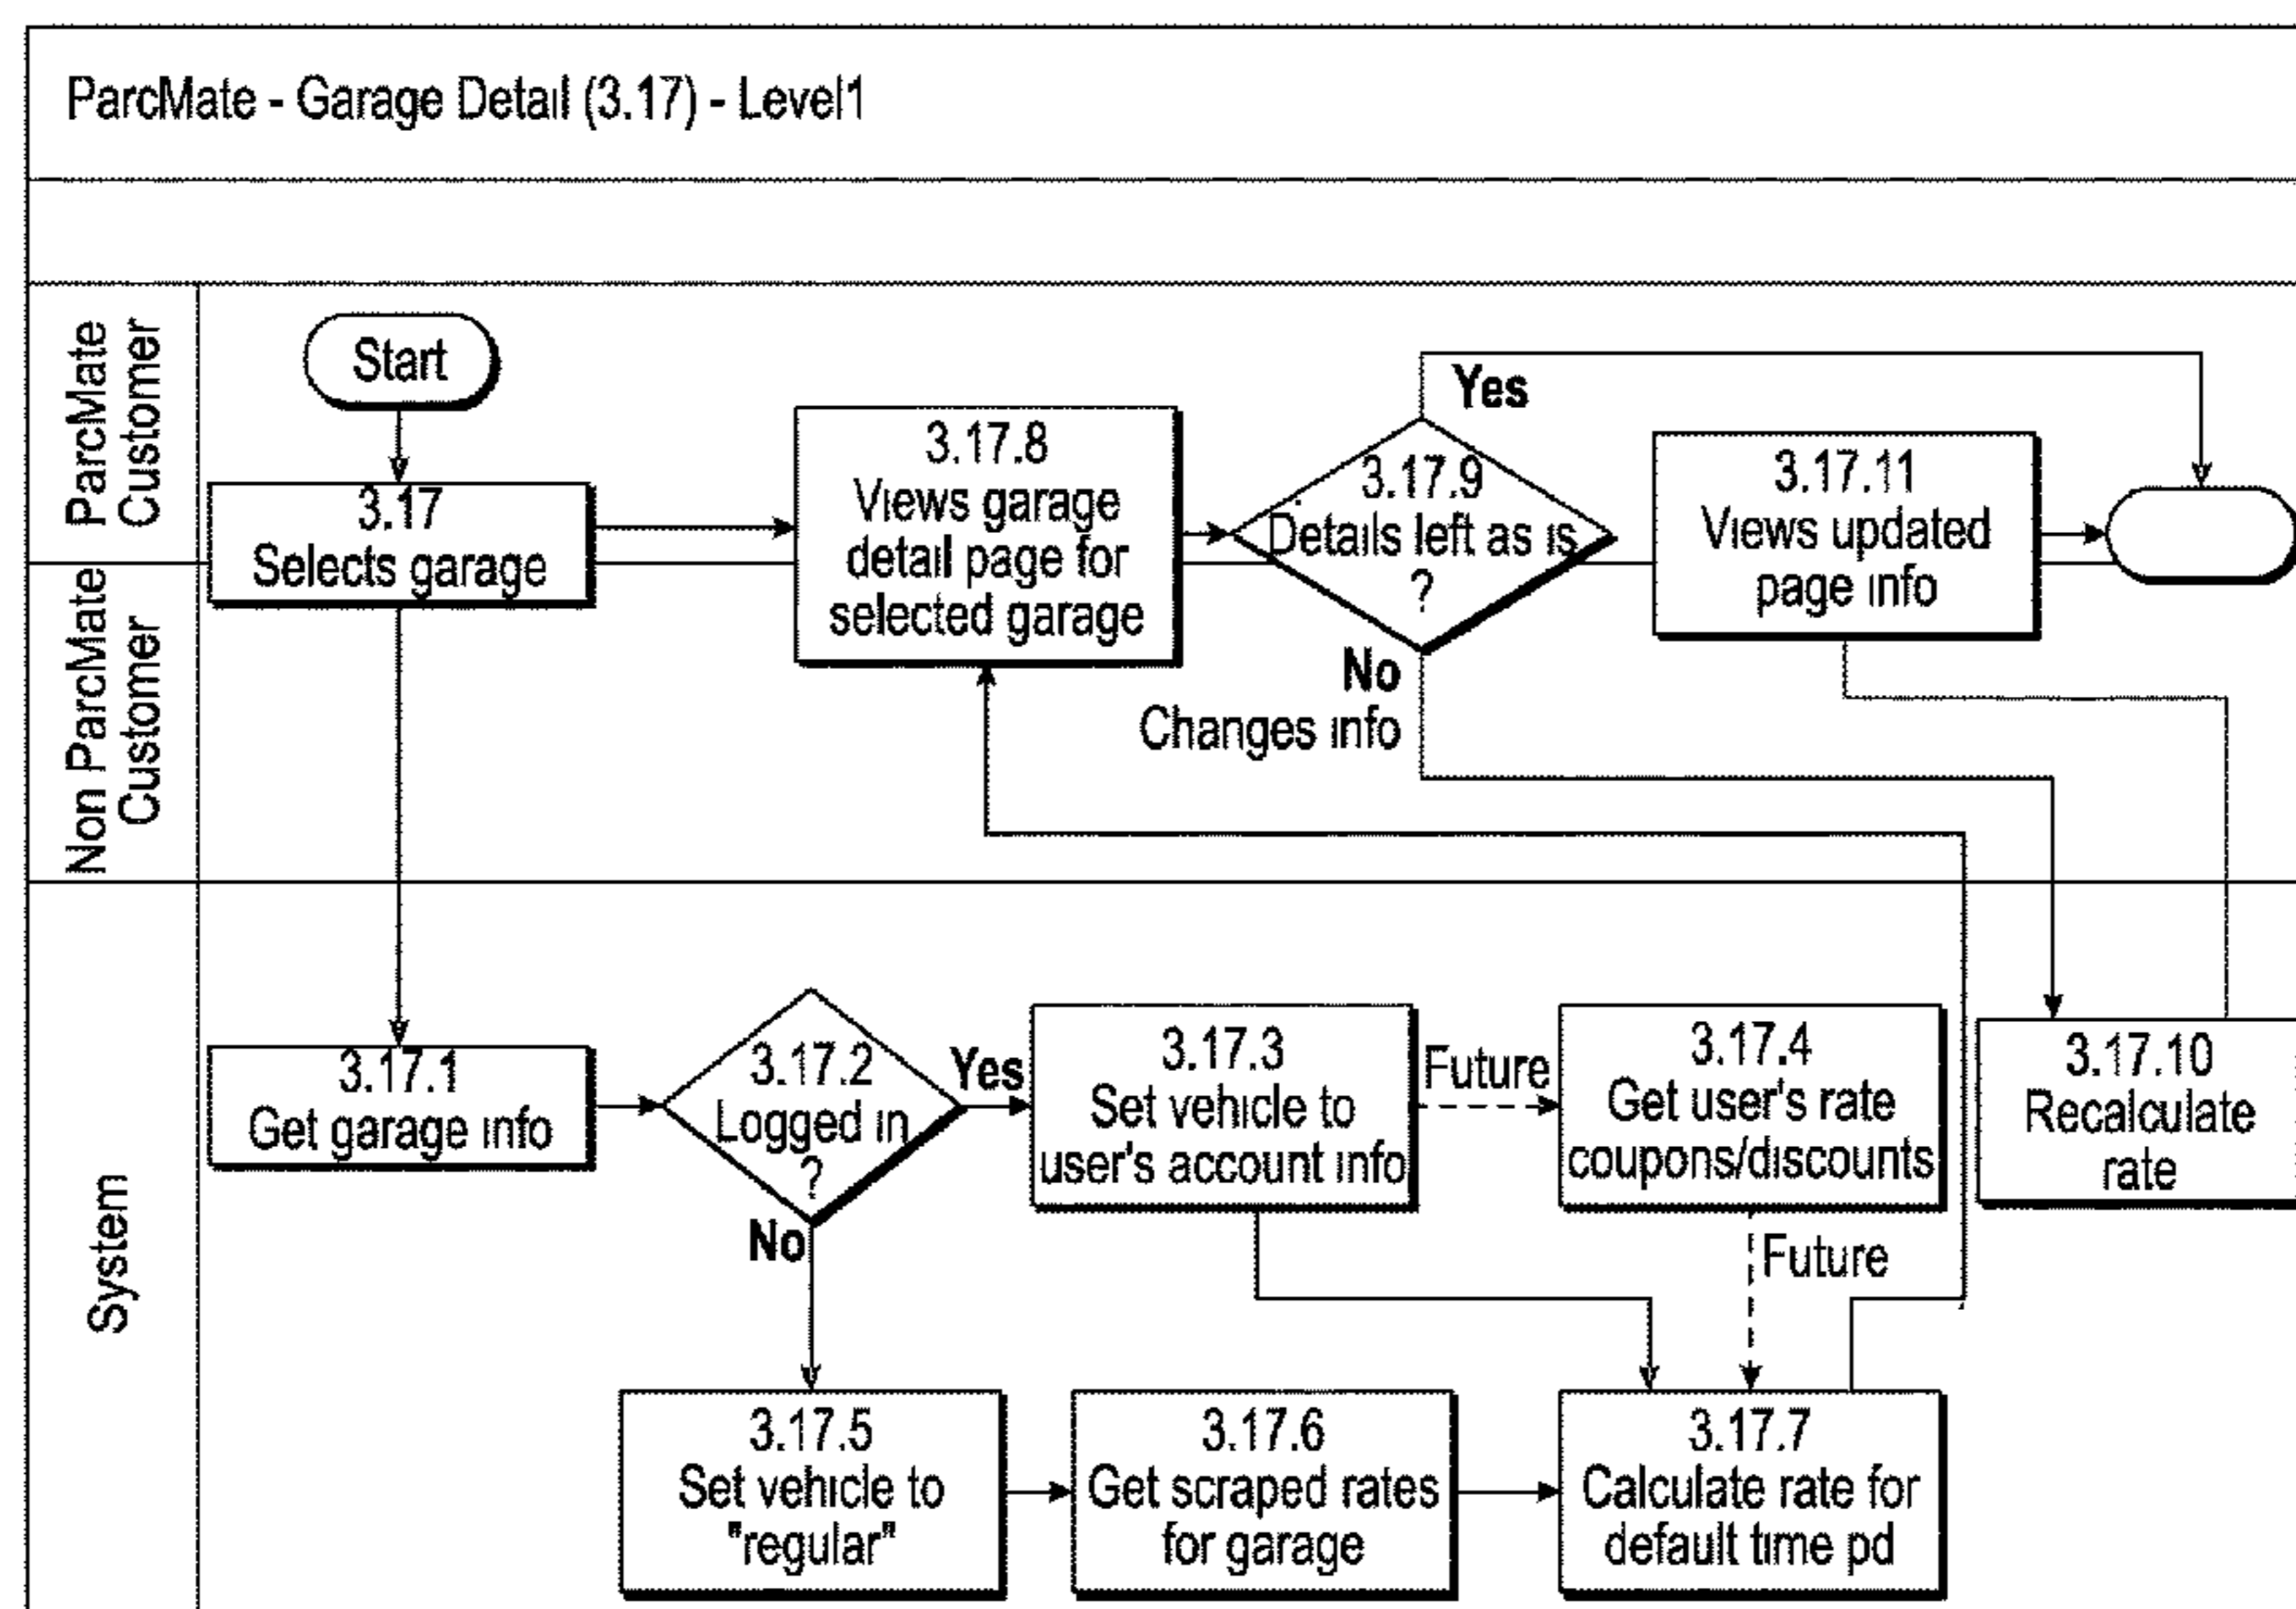 ParcMate - Garage Detail (3.17) - Level1
ParcMate
Customer
Start
3.17
Selects garage
3.17.8
Views garage
detail page for
selected garage
Yes
3.17.9
Details left as is
?
No
Changes info
3.17.11
Views updated
page info
Non ParcMate
Customer
System
3.17.1
Get garage info
3.17.2
Logged in
?
Yes
No
3.17.3
Set vehicle to
user's account info
Future
3.17.4
Get user's rate
coupons/discounts
Future
3.17.10
Recalculate
rate
3.17.5
Set vehicle to
"regular"
3.17.6
Get scraped rates
for garage
3.17.7
Calculate rate for
default time pd